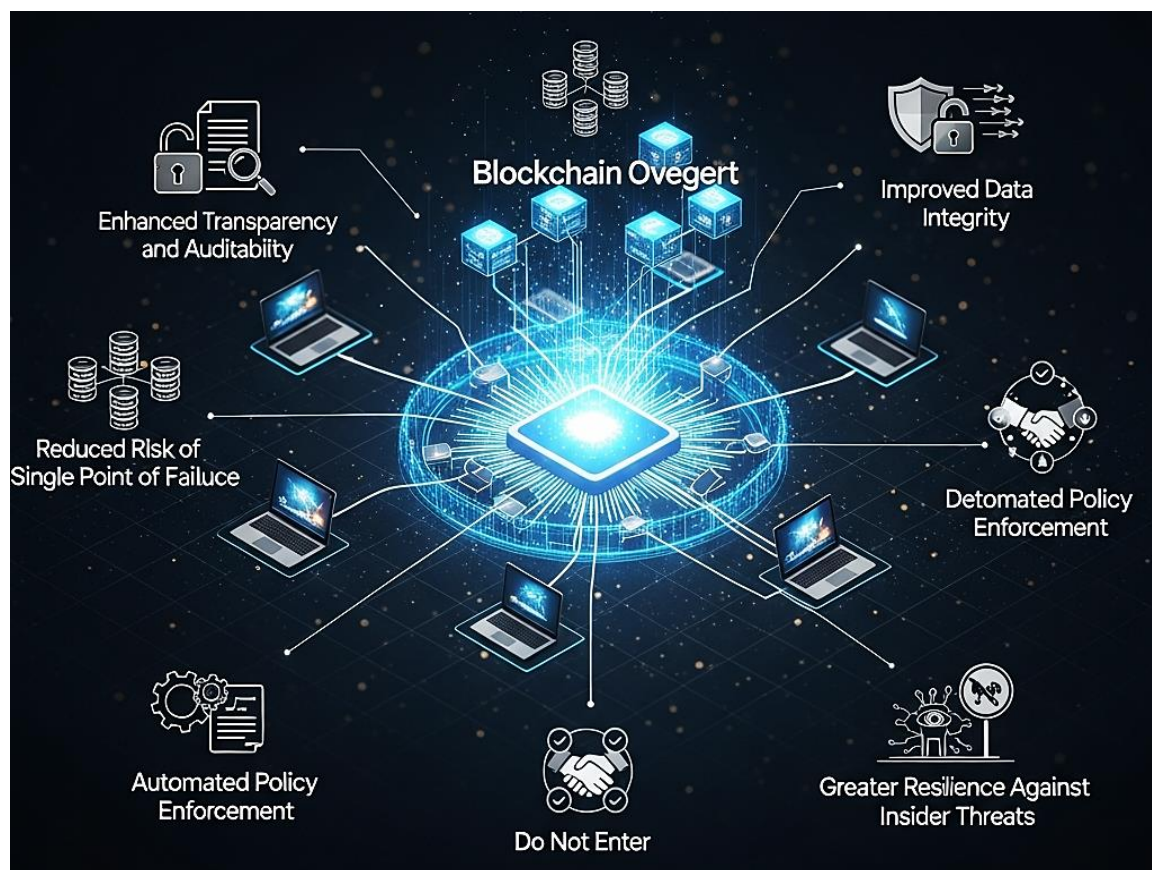 Blockchain Ovegert
Enhanced Transparency
and Auditabiity
Improved Data
Integrity
Reduced Risk of
Single Point of Failuce
Detomated Policy
Enforcement
Automated Policy
Enforcement
Do Not Enter
Greater Resilience Against
Insider Threats